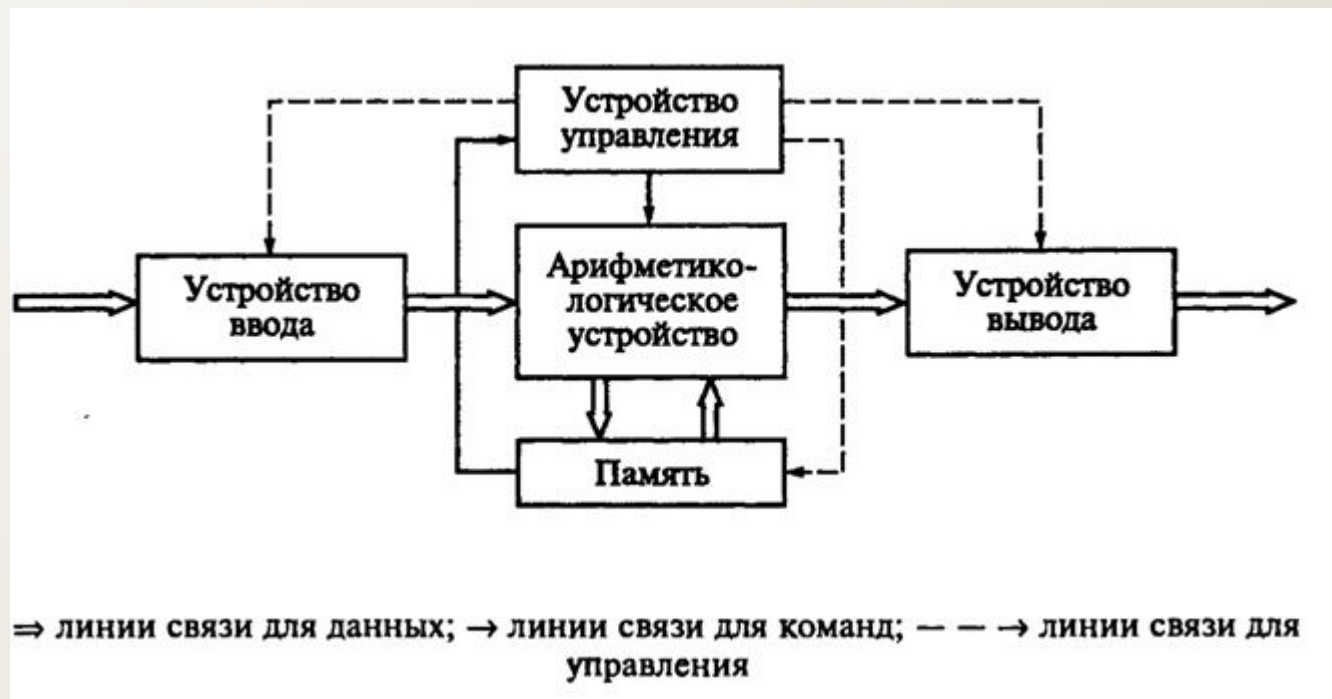 Устройство
управления
Устройство
ввода
Арифметико-
логическое
устройство
Устройство
вывода
Память
⇒ линии связи для данных; → линии связи для команд; — — → линии связи для
управления